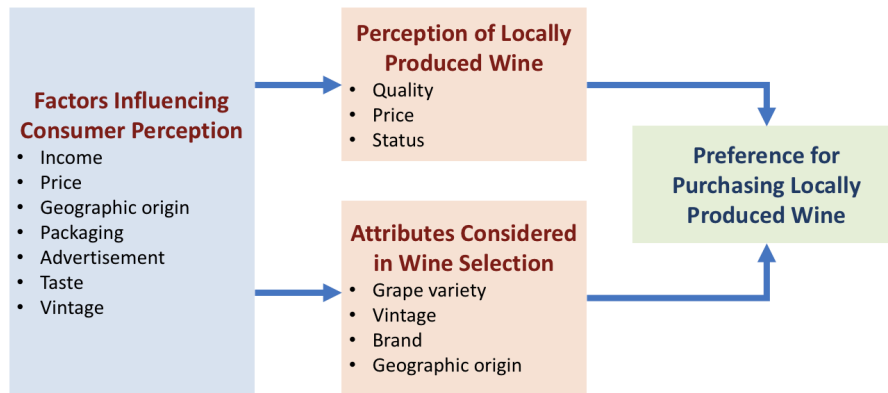 Factors Influencing
Consumer Perception
• Income
• Price
• Geographic origin
• Packaging
• Advertisement
• Taste
• Vintage
Perception of Locally
Produced Wine
• Quality
• Price
• Status
Attributes Considered
in Wine Selection
• Grape variety
• Vintage
• Brand
• Geographic origin
Preference for
Purchasing Locally
Produced Wine